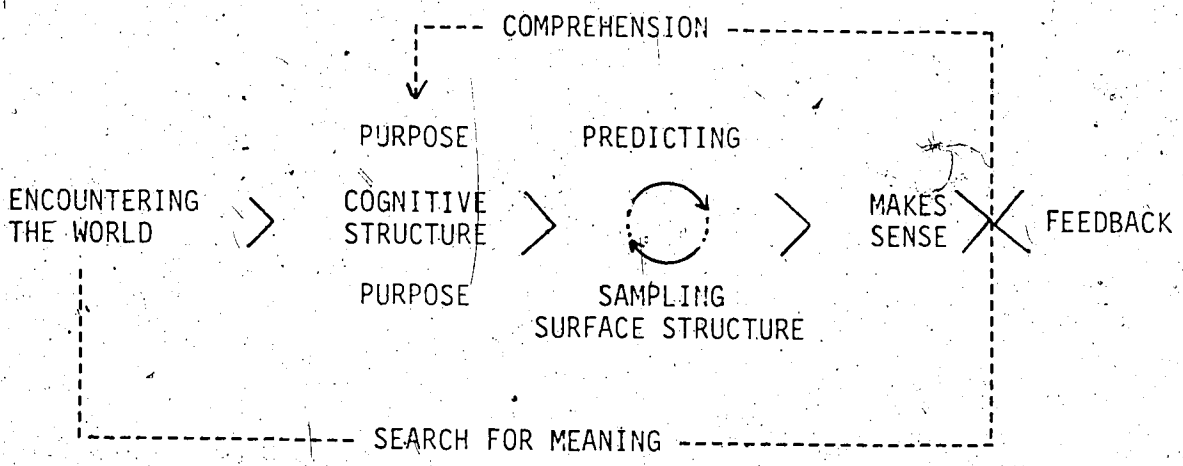 COMPREHENSION
PURPOSE
PREDICTING
ENCOUNTERING
THE WORLD
COGNITIVE
STRUCTURE
MAKES
SENSE
FEEDBACK
PURPOSE
SAMPLING
SURFACE STRUCTURE
SEARCH FOR MEANING